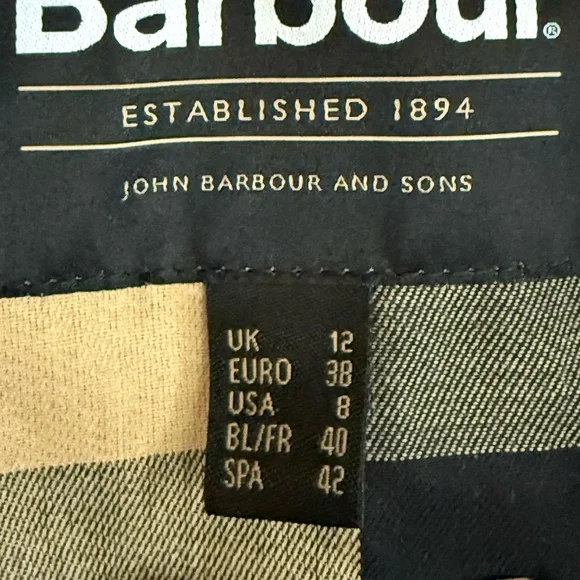 Barbour®
ESTABLISHED 1894
JOHN BARBOUR AND SONS
UK 12
EURO 38
USA 8
BL/FR 40
SPA 42